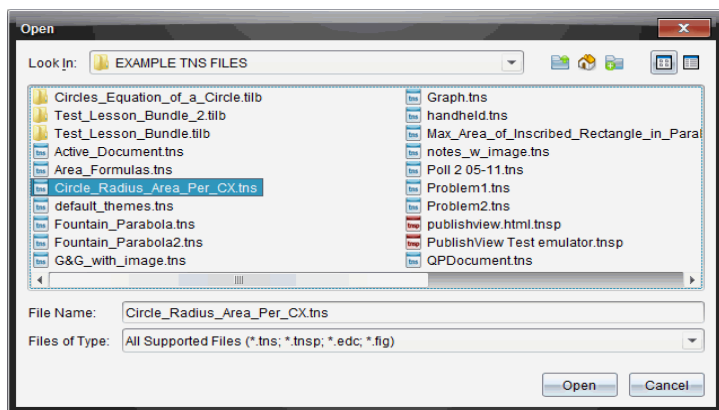 Open
Look In: EXAMPLE TNS FILES
Circles_Equation_of_a_Circle.tilb
Test_Lesson_Bundle_2.tilb
Test_Lesson_Bundle.tilb
Active_Document.tns
Area_Formulas.tns
Circle_Radius_Area_Per_CX.tns
default_themes.tns
Fountain_Parabola.tns
Fountain_Parabola2.tns
G&G_with_image.tns
Graph.tns
handheld.tns
Max_Area_of_Inscribed_Rectangle_in_Paral
notes_w_image.tns
Poll 2 05-11.tns
Problem1.tns
Problem2.tns
publishview.html.tnsp
PublishView Test emulator.tnsp
QPDocument.tns
File Name: Circle_Radius_Area_Per_CX.tns
Files of Type: All Supported Files (*.tns; *.tnsp; *.edc; *.fig)
Open Cancel